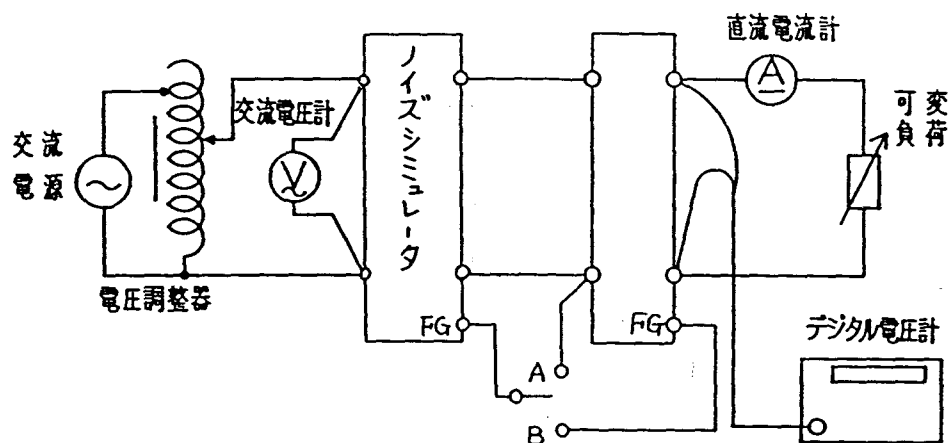 直流電流計
A
可変
負荷
交流
電源
交流電圧計
V
ノイズシミュレータ
電圧調整器
FG
FG
A
B
デジタル電圧計